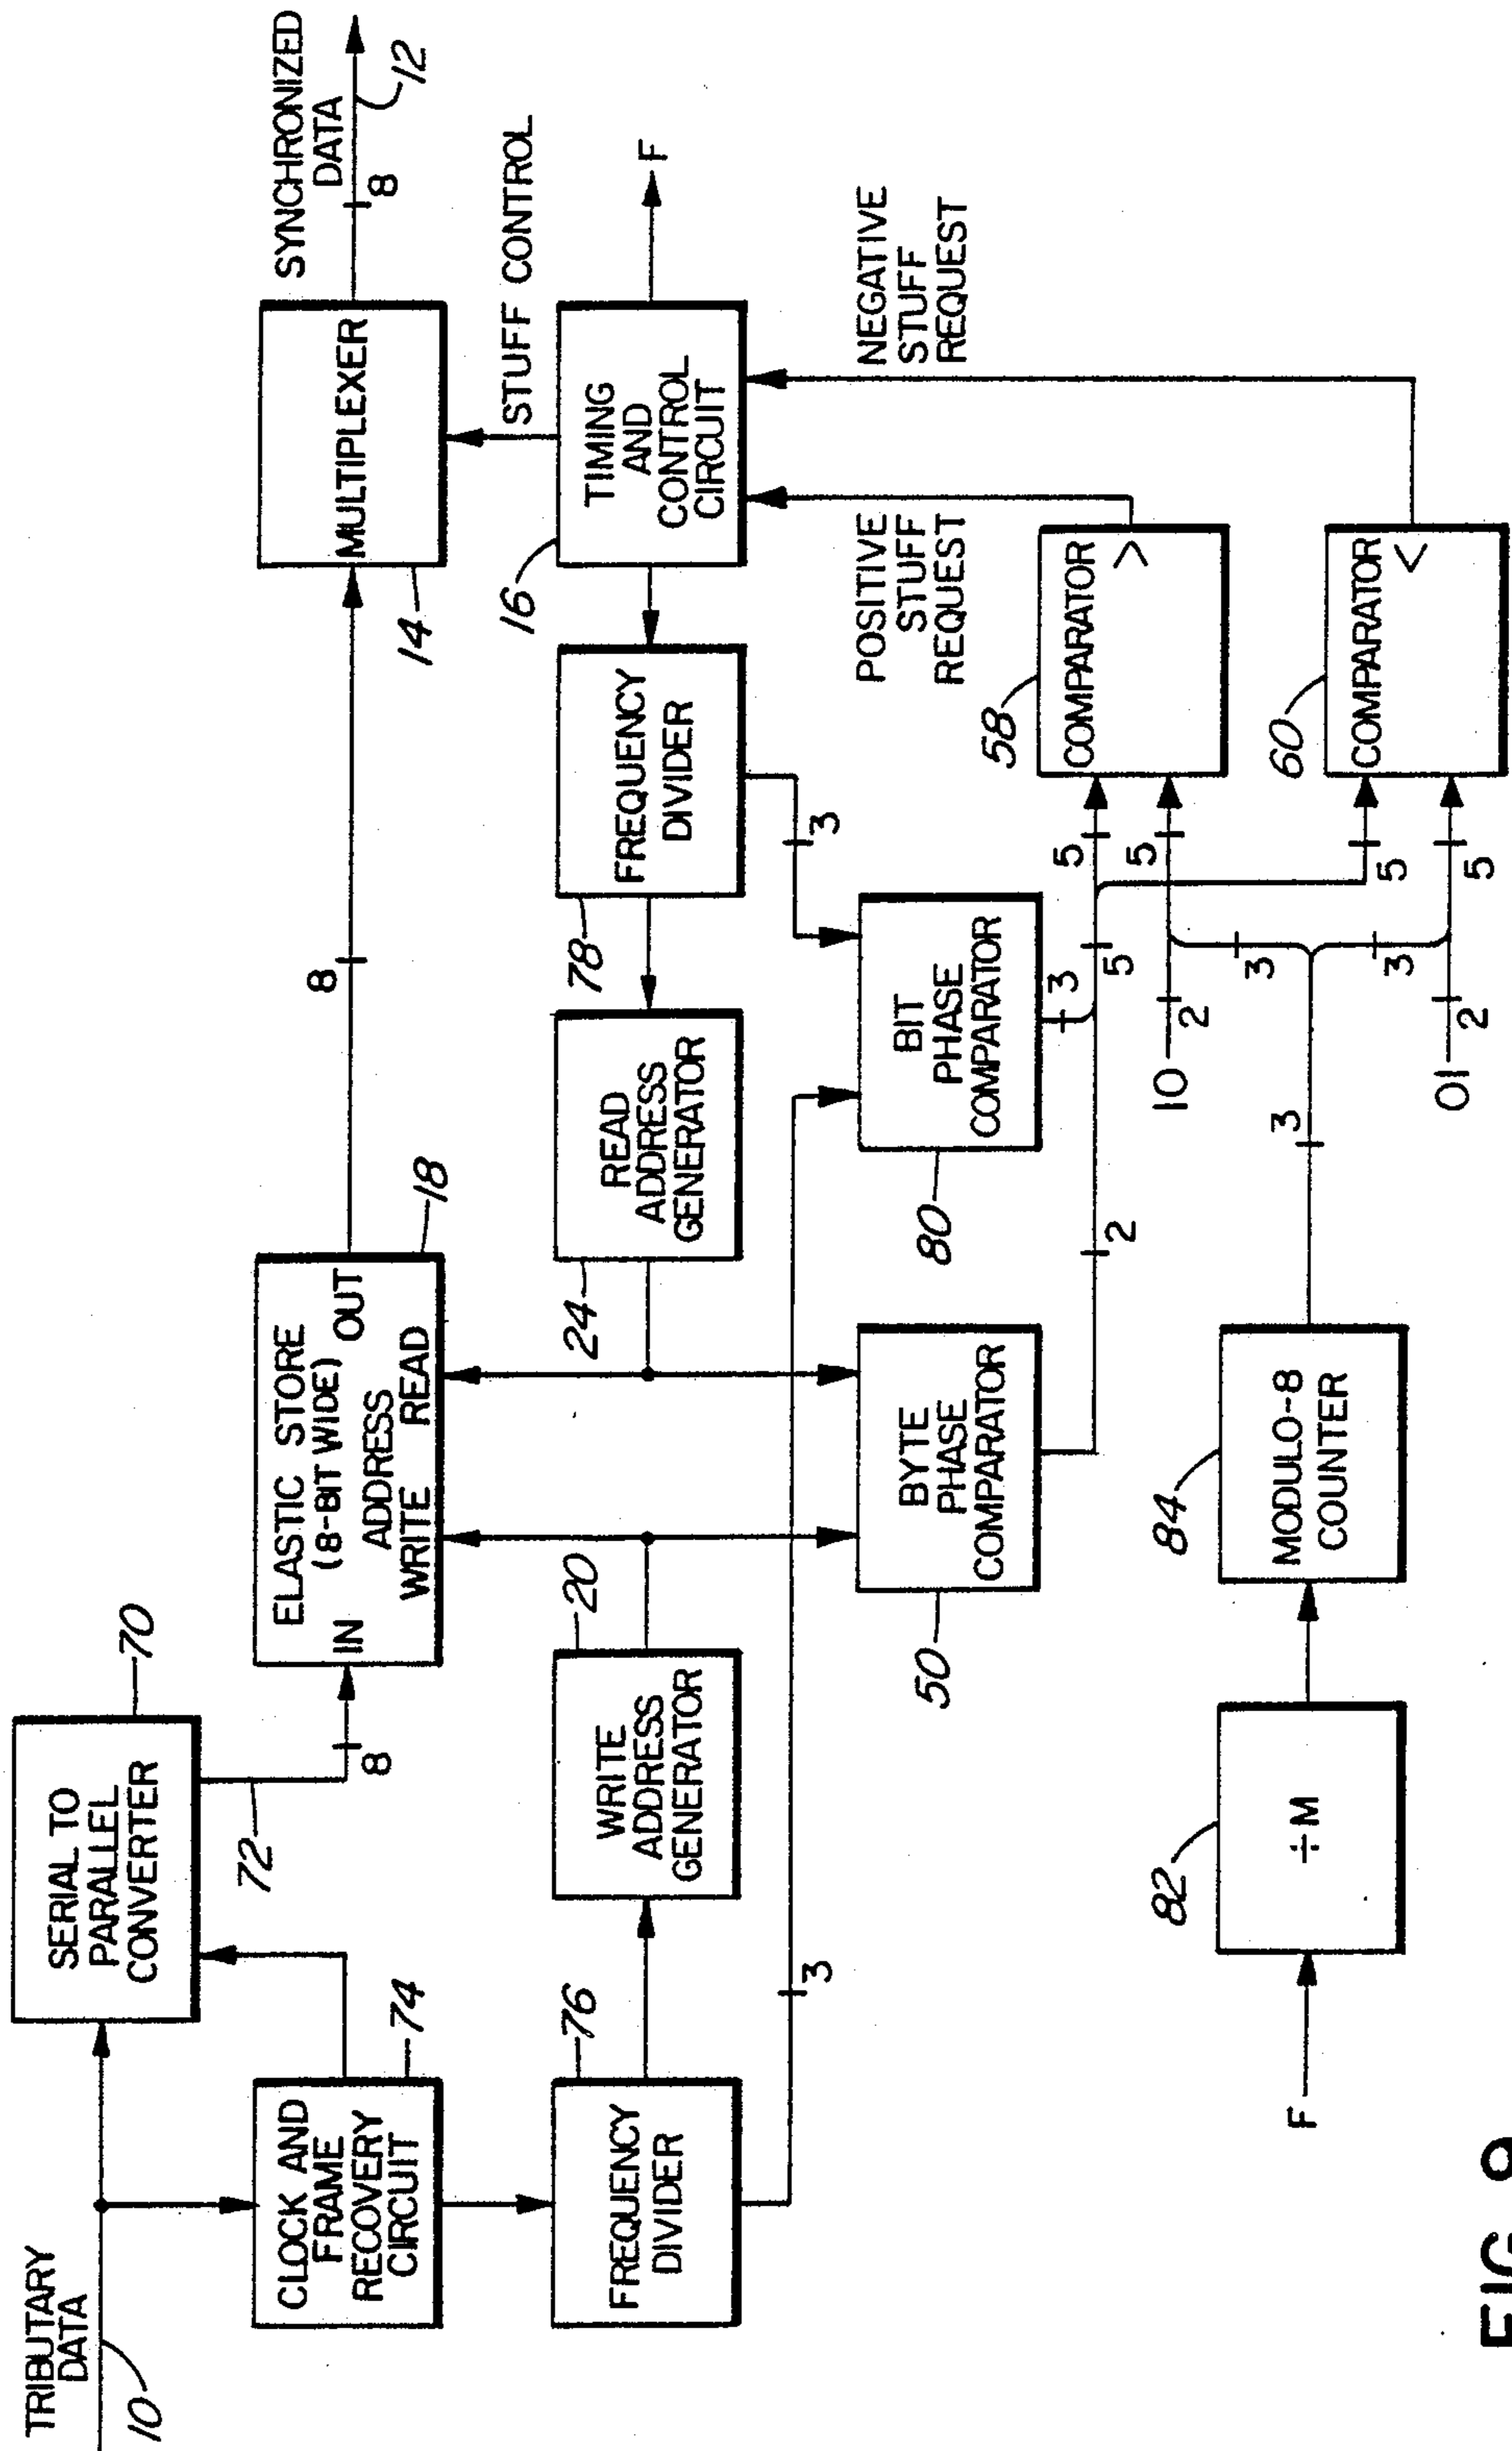 TRIBUTARY
DATA
10
SERIAL TO
PARALLEL
CONVERTER
70
72
8
CLOCK AND
FRAME
RECOVERY
CIRCUIT
74
ELASTIC STORE
(8-BIT WIDE)
IN
OUT
ADDRESS
WRITE READ
18
8
MULTIPLEXER
14
SYNCHRONIZED
DATA
8
12
STUFF CONTROL
FREQUENCY
DIVIDER
76
3
WRITE
ADDRESS
GENERATOR
20
READ
ADDRESS
GENERATOR
24
FREQUENCY
DIVIDER
78
3
TIMING
AND
CONTROL
CIRCUIT
16
F
BYTE
PHASE
COMPARATOR
50
2
BIT
PHASE
COMPARATOR
80
3
5
POSITIVE
STUFF
REQUEST
NEGATIVE
STUFF
REQUEST
COMPARATOR
>
58
5
5
10
2
3
COMPARATOR
<
60
5
5
01
2
3
F
÷M
82
MODULO-8
COUNTER
84
3